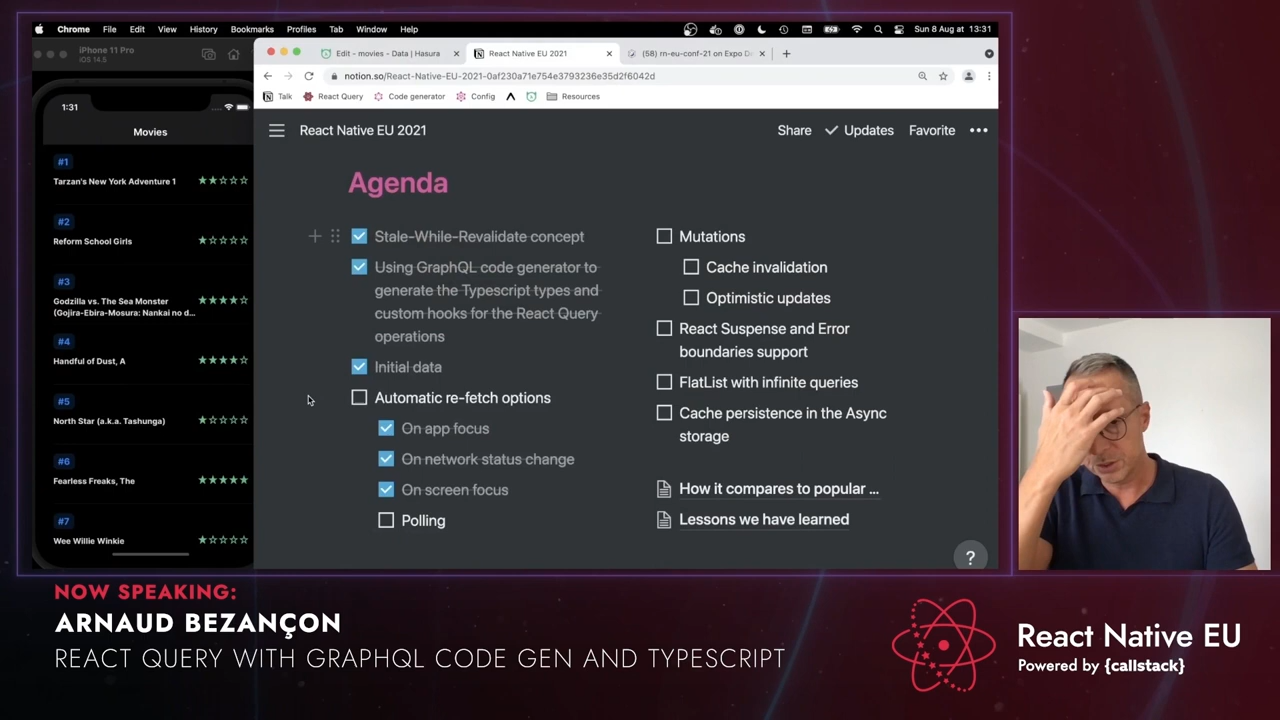 Chrome File Edit View History Bookmarks Profiles Tab Window Help
Sun 8 Aug at 13:31
iPhone 11 Pro
iOS 14.5
1:31
Movies
#1
Tarzan's New York Adventure 1
#2
Reform School Girls
#3
Godzilla vs. The Sea Monster
(Gojira-Ebira-Mosura: Nankai no d...
#4
Handful of Dust, A
#5
North Star (a.k.a. Tashunga)
#6
Fearless Freaks, The
#7
Wee Willie Winkie
Edit - movies - Data | Hasura
React Native EU 2021
(58) rn-eu-conf-21 on Expo De
notion.so/React-Native-EU-2021-0af230a71e754e3793236e35d2f6042d
Talk React Query Code generator Config Resources
React Native EU 2021
Share Updates Favorite
Agenda
Stale-While-Revalidate concept
Using GraphQL code generator to
generate the Typescript types and
custom hooks for the React Query
operations
Initial data
Automatic re-fetch options
On app focus
On network status change
On screen focus
Polling
Mutations
Cache invalidation
Optimistic updates
React Suspense and Error
boundaries support
FlatList with infinite queries
Cache persistence in the Async
storage
How it compares to popular ...
Lessons we have learned
?
NOW SPEAKING:
ARNAUD BEZANÇON
REACT QUERY WITH GRAPHQL CODE GEN AND TYPESCRIPT
React Native EU
Powered by {callstack}